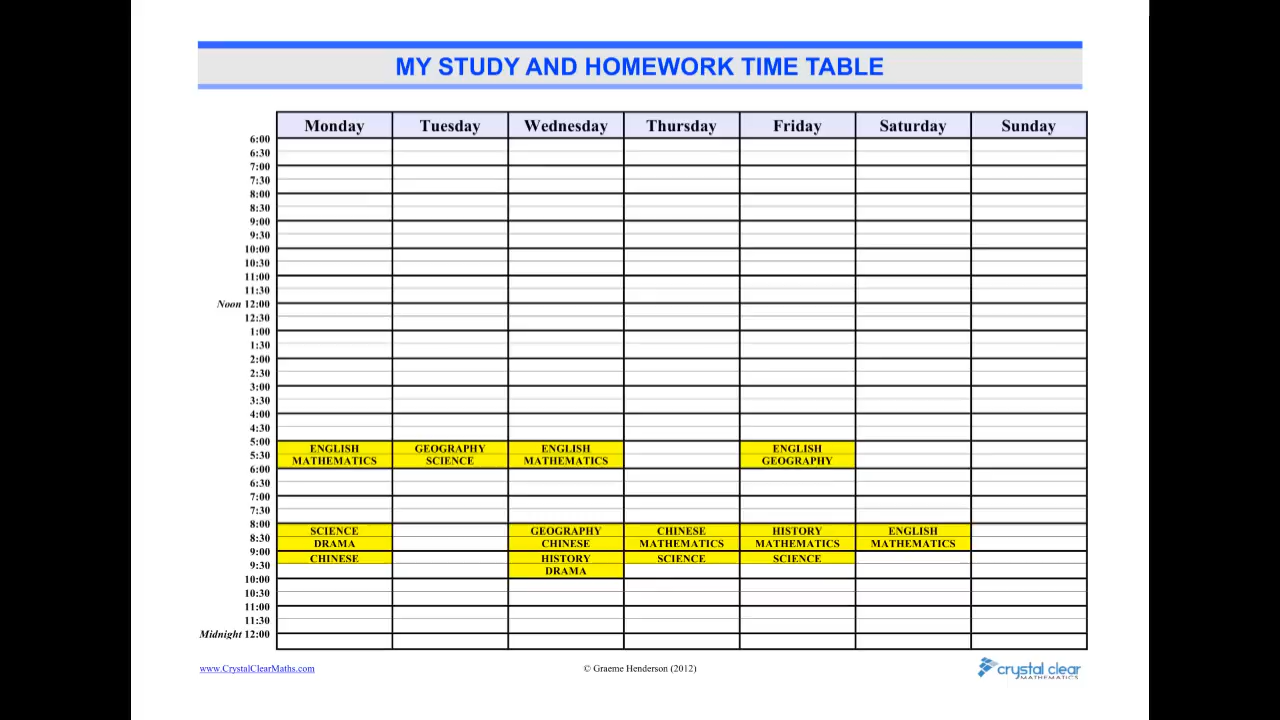 MY STUDY AND HOMEWORK TIME TABLE
Monday Tuesday Wednesday Thursday Friday Saturday Sunday
6:00
6:30
7:00
7:30
8:00
8:30
9:00
9:30
10:00
10:30
11:00
11:30
Noon 12:00
12:30
1:00
1:30
2:00
2:30
3:00
3:30
4:00
4:30
5:00
ENGLISH GEOGRAPHY ENGLISH ENGLISH
5:30
MATHEMATICS SCIENCE MATHEMATICS GEOGRAPHY
6:00
6:30
7:00
7:30
8:00
SCIENCE GEOGRAPHY CHINESE HISTORY ENGLISH
8:30
DRAMA CHINESE MATHEMATICS MATHEMATICS MATHEMATICS
9:00
CHINESE HISTORY SCIENCE SCIENCE
9:30
DRAMA
10:00
10:30
11:00
11:30
Midnight 12:00
www.CrystalClearMaths.com © Graeme Henderson (2012) crystal clear
MATHEMATICS